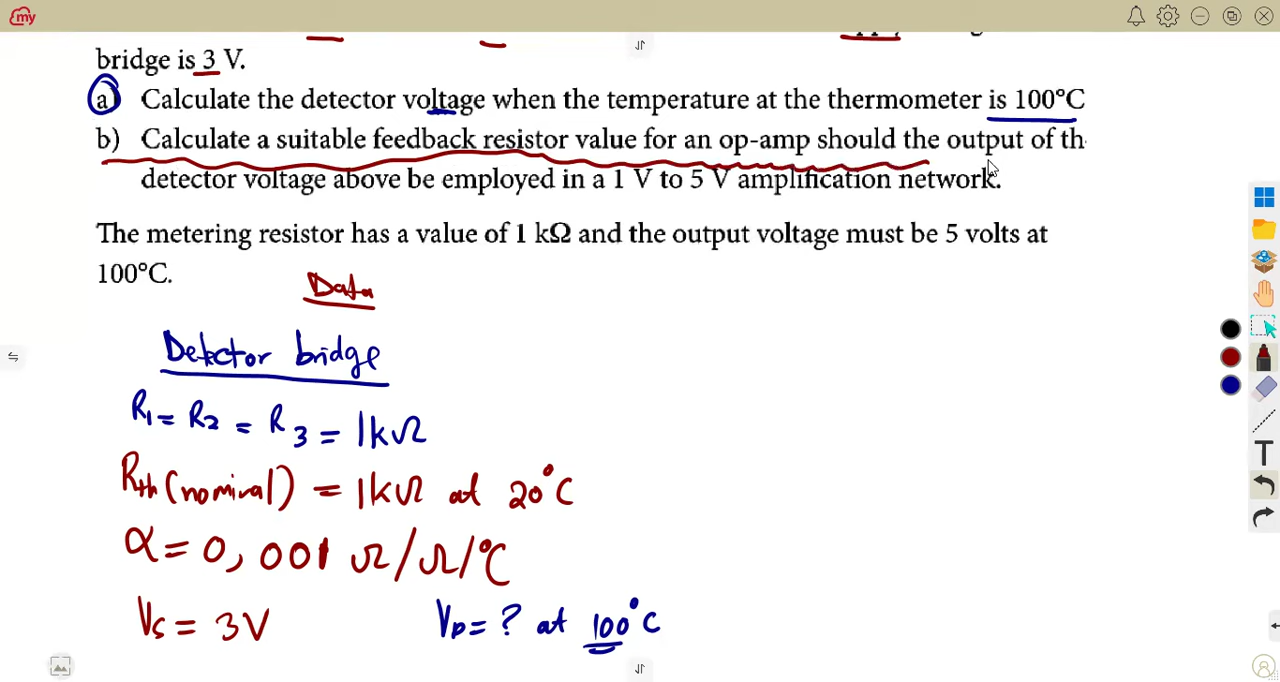 my
bridge is 3 V.
a) Calculate the detector voltage when the temperature at the thermometer is 100°C
b) Calculate a suitable feedback resistor value for an op-amp should the output of th
detector voltage above be employed in a 1 V to 5 V amplification network.
The metering resistor has a value of 1 kΩ and the output voltage must be 5 volts at
100°C.
Data
Detector bridge
R1 = R2 = R3 = 1kΩ
Rth (nominal) = 1kΩ at 20°C
α = 0,001 Ω/Ω/°C
Vs = 3V VD = ? at 100°C
T